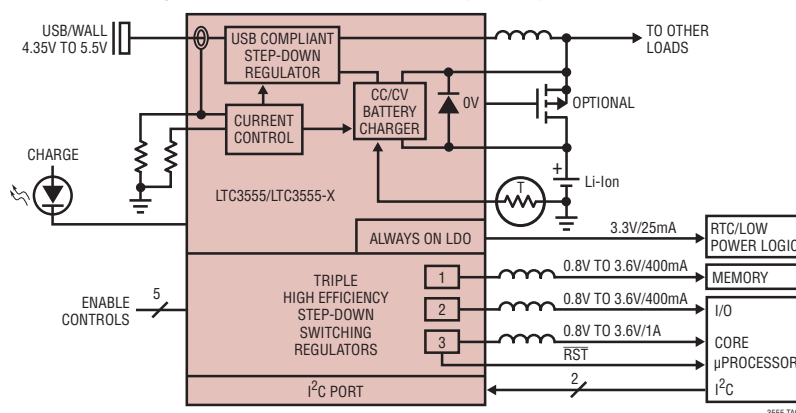 USB/WALL
4.35V TO 5.5V
USB COMPLIANT
STEP-DOWN
REGULATOR
TO OTHER
LOADS
CC/CV
BATTERY
CHARGER
0V
OPTIONAL
CURRENT
CONTROL
CHARGE
LTC3555/LTC3555-X
T
+
Li-Ion
ALWAYS ON LDO
3.3V/25mA
RTC/LOW
POWER LOGIC
TRIPLE
HIGH EFFICIENCY
STEP-DOWN
SWITCHING
REGULATORS
1
0.8V TO 3.6V/400mA
MEMORY
ENABLE
CONTROLS
5
2
0.8V TO 3.6V/400mA
I/O
3
0.8V TO 3.6V/1A
CORE
RST
µPROCESSOR
I²C PORT
2
I²C